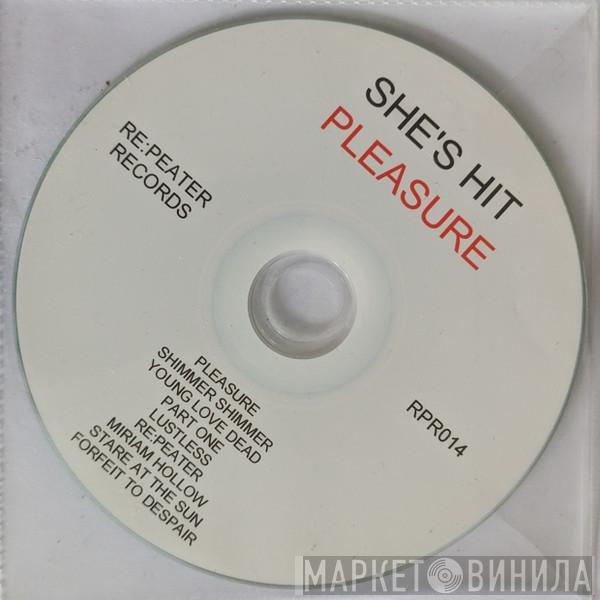 SHE'S HIT
PLEASURE
RE:PEATER
RECORDS
PLEASURE
SHIMMER SHIMMER
YOUNG LOVE DEAD
PART ONE
LUSTLESS
RE:PEATER
MIRIAM HOLLOW
STARE AT THE SUN
FORFEIT TO DESPAIR
RPR014
МАРКЕТ ВИНИЛА